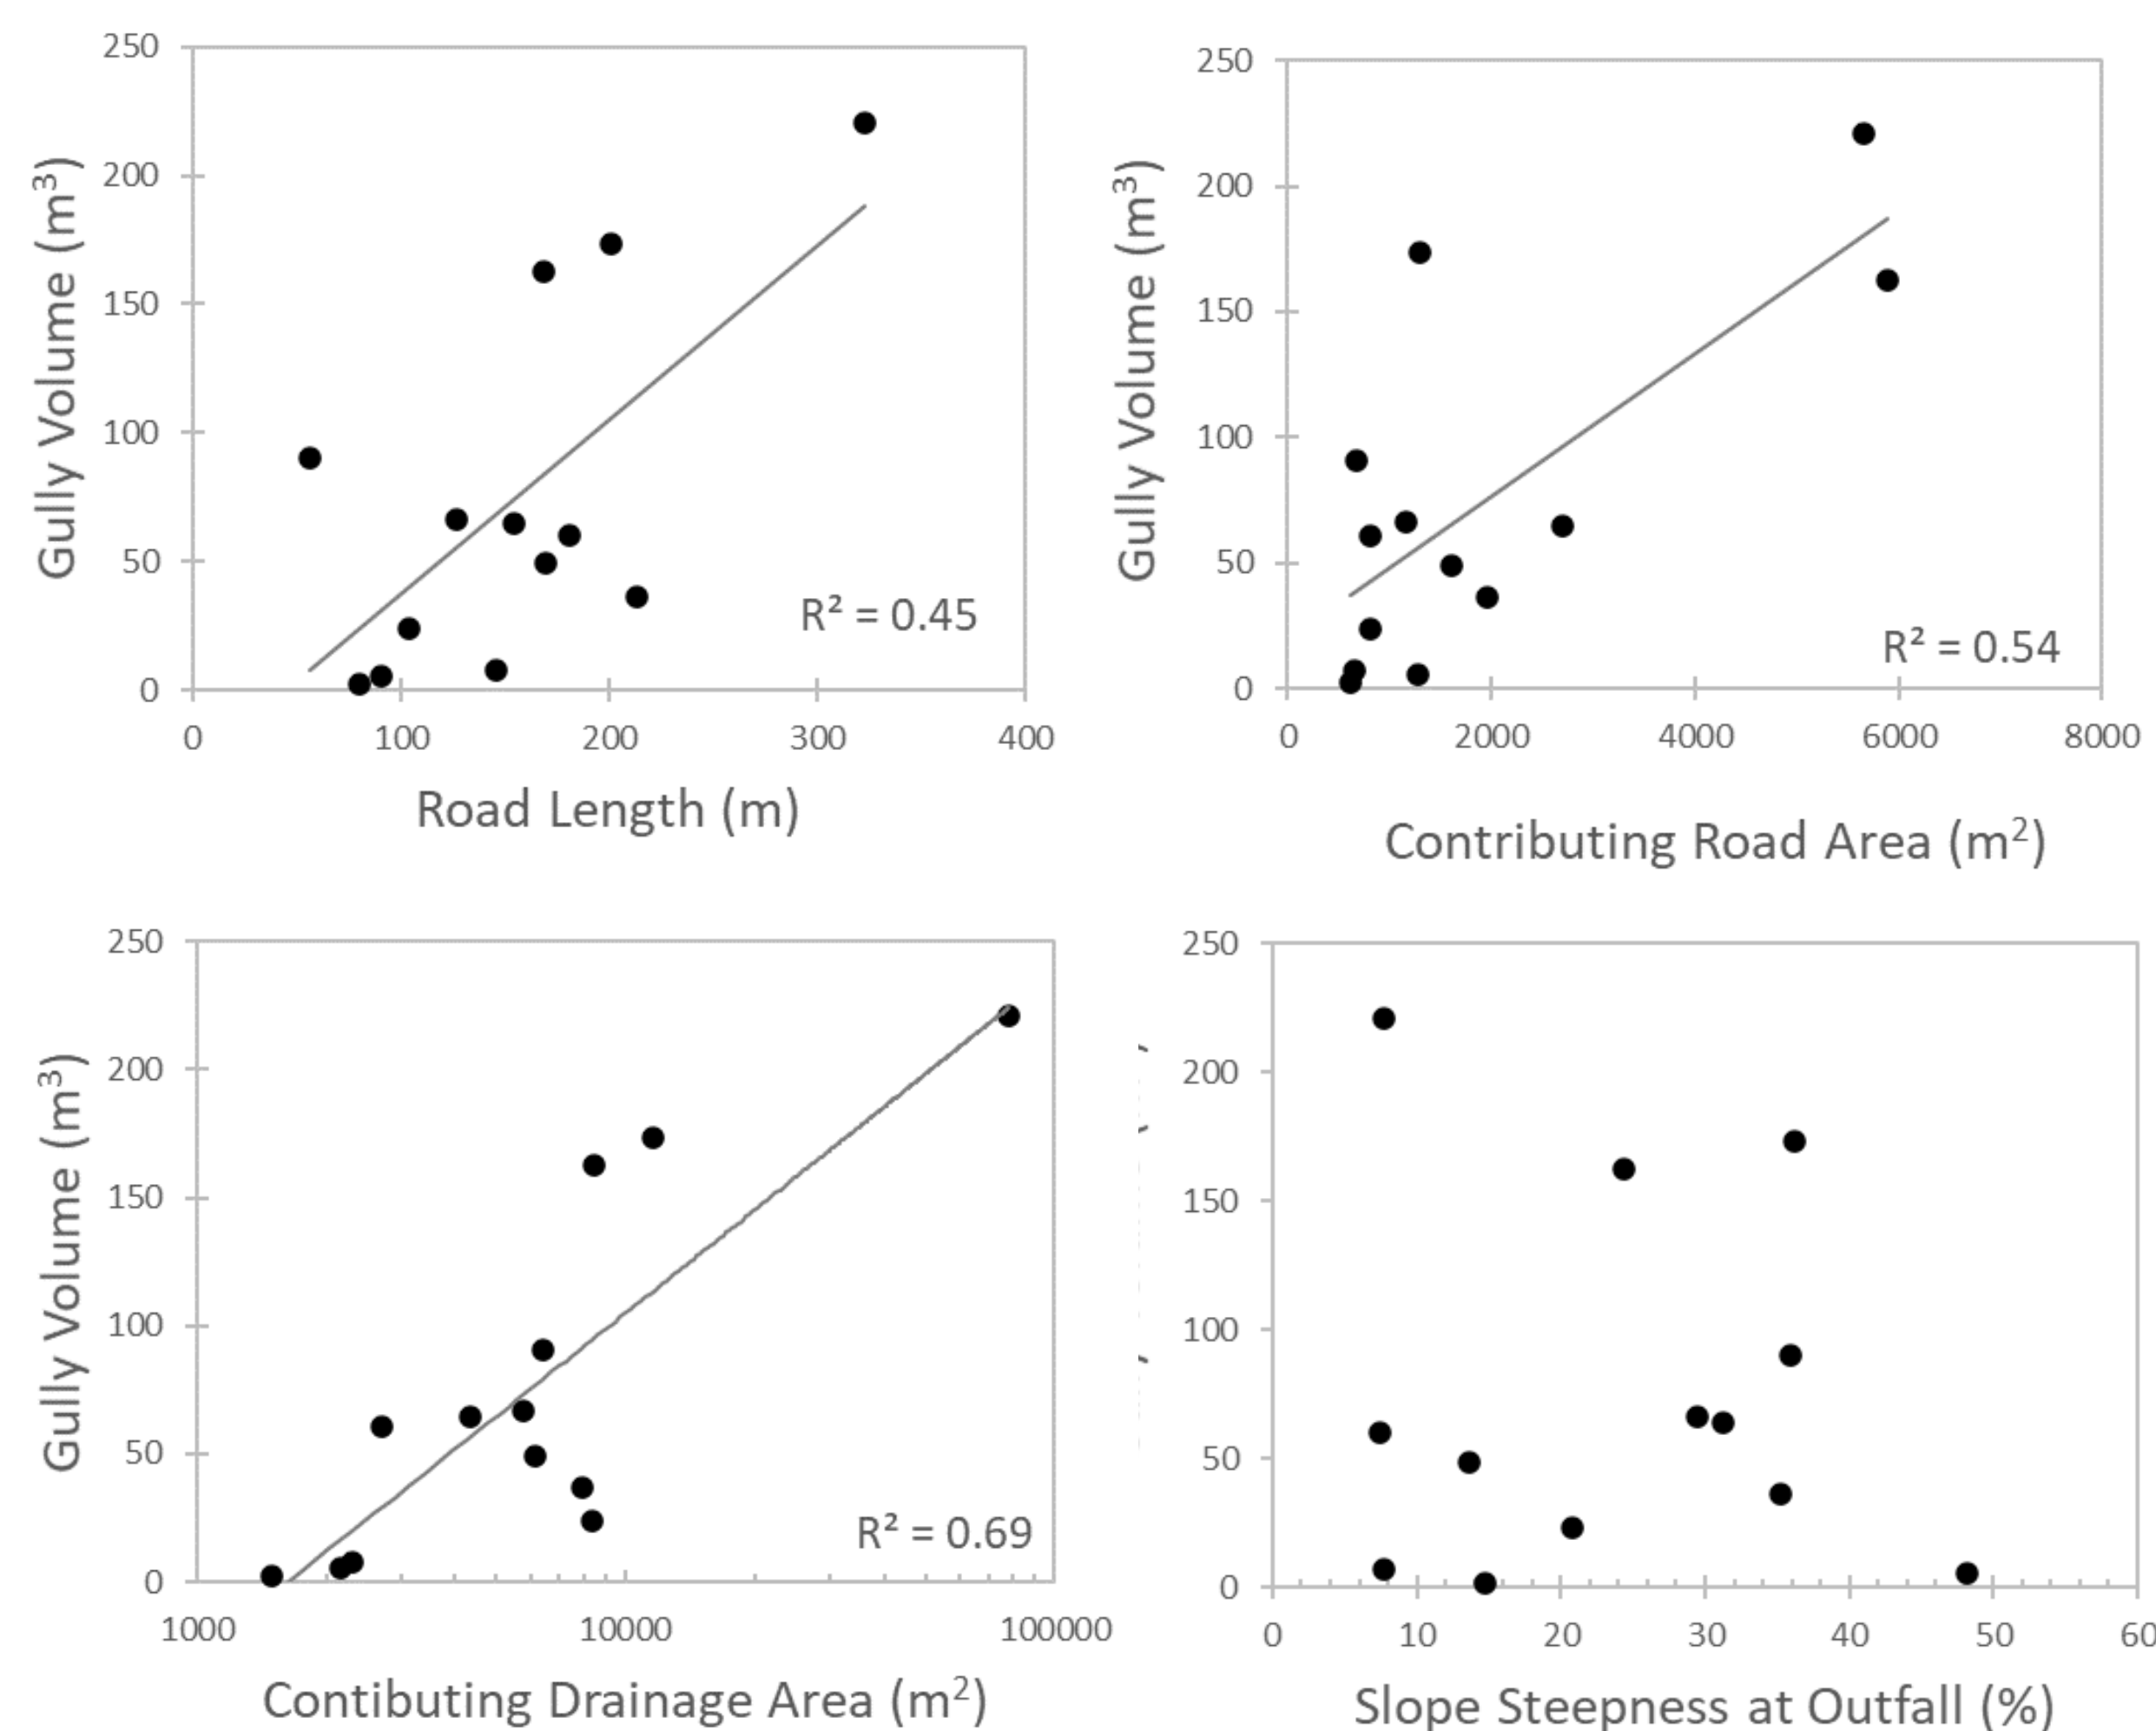 250
200
150
100
50
0
Gully Volume (m³)
R² = 0.45
0 100 200 300 400
Road Length (m)
250
200
150
100
50
0
Gully Volume (m³)
R² = 0.54
0 2000 4000 6000 8000
Contributing Road Area (m²)
250
200
150
100
50
0
Gully Volume (m³)
R² = 0.69
1000 10000 100000
Contibuting Drainage Area (m²)
250
200
150
100
50
0
0 10 20 30 40 50 60
Slope Steepness at Outfall (%)